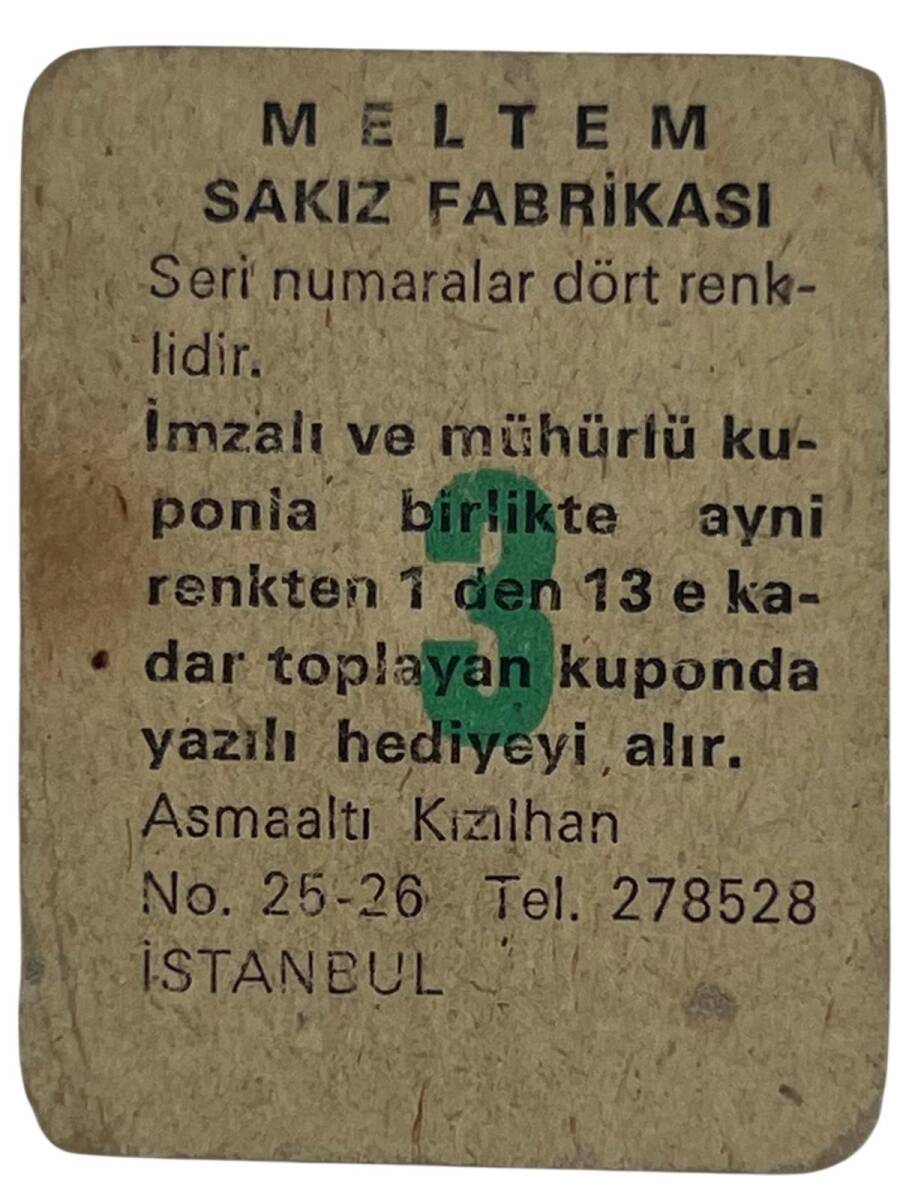 MELTEM
SAKIZ FABRİKASI
Seri numaralar dört renk-
lidir.
İmzalı ve mühürlü ku-
ponla birlikte ayni
renkten 1 den 13 e ka-
dar toplayan kuponda
yazılı hediyeyi alır.
3
Asmaaltı Kızılhan
No. 25-26 Tel. 278528
İSTANBUL